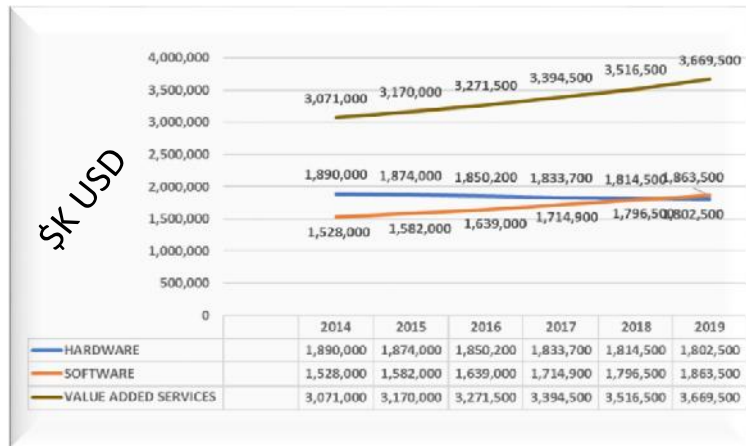 $K USD
4,000,000
3,500,000
3,000,000
2,500,000
2,000,000
1,500,000
1,000,000
500,000
0
3,071,000 3,170,000 3,271,500 3,394,500 3,516,500 3,669,500
1,890,000 1,874,000 1,850,200 1,833,700 1,814,500 1,863,500
1,528,000 1,582,000 1,639,000 1,714,900 1,796,500 1,802,500
2014 2015 2016 2017 2018 2019
HARDWARE 1,890,000 1,874,000 1,850,200 1,833,700 1,814,500 1,802,500
SOFTWARE 1,528,000 1,582,000 1,639,000 1,714,900 1,796,500 1,863,500
VALUE ADDED SERVICES 3,071,000 3,170,000 3,271,500 3,394,500 3,516,500 3,669,500